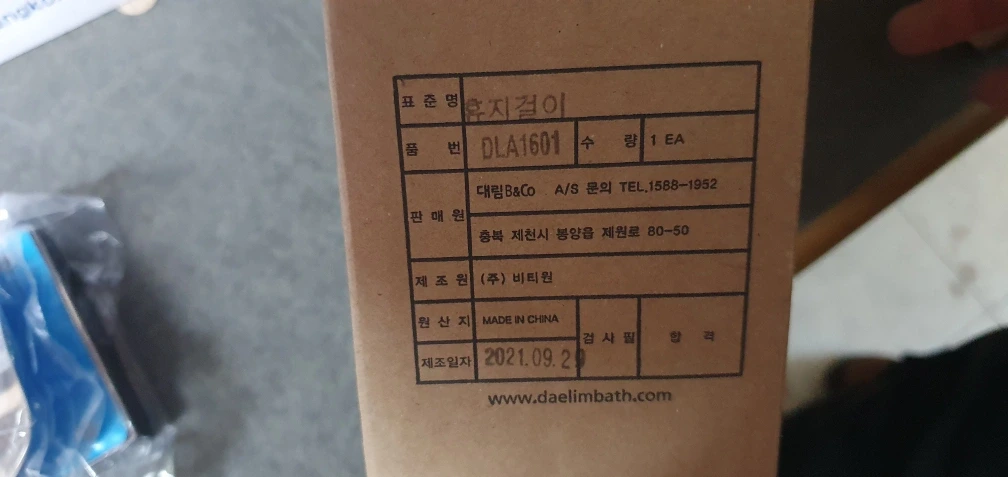 표 준 명 휴지걸이
품 번 DLA1601 수 량 1 EA
판 매 원 대림B&Co A/S 문의 TEL.1588-1952
충북 제천시 봉양읍 제원로 80-50
제 조 원 (주) 비티원
원 산 지 MADE IN CHINA 검 사 필 합 격
제조일자 2021.09.29
www.daelimbath.com